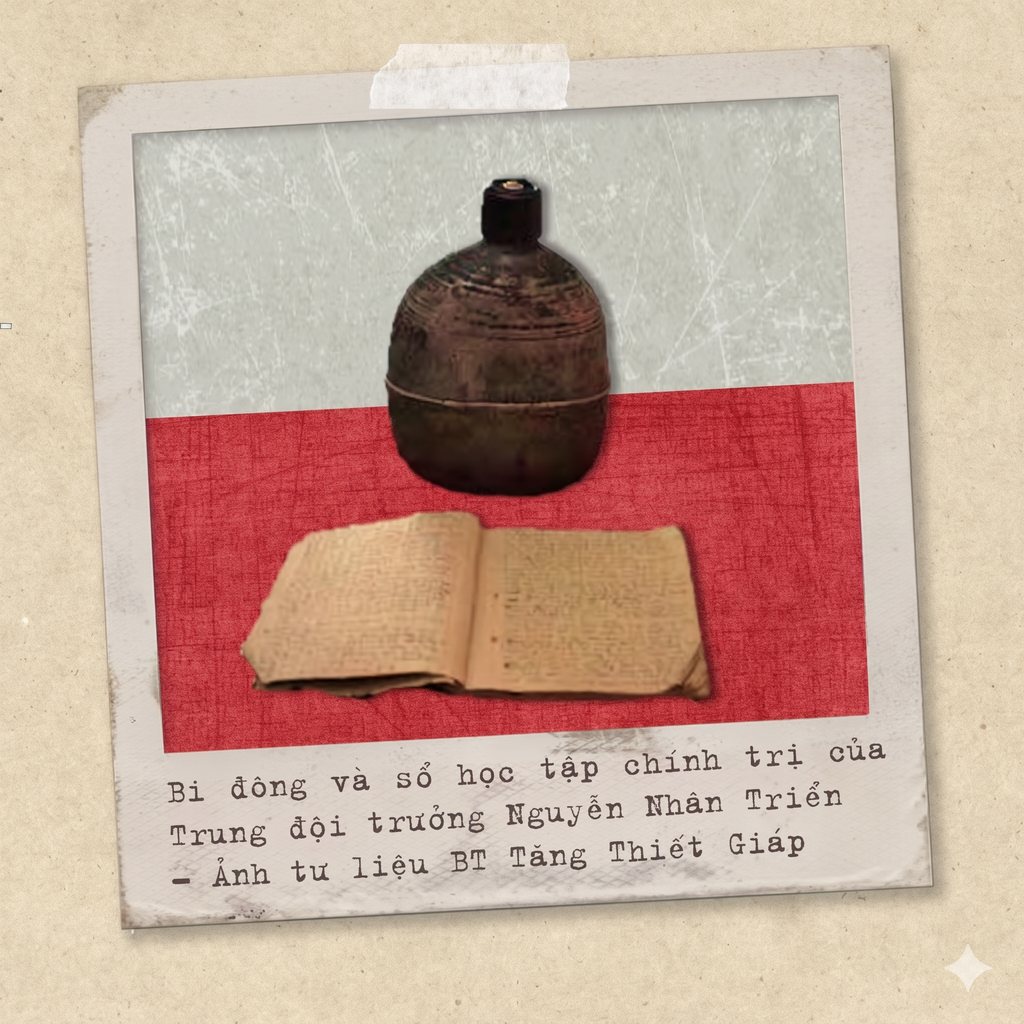 Bi đông và sổ học tập chính trị của
Trung đội trưởng Nguyễn Nhân Triển
– Ảnh tư liệu BT Tăng Thiết Giáp